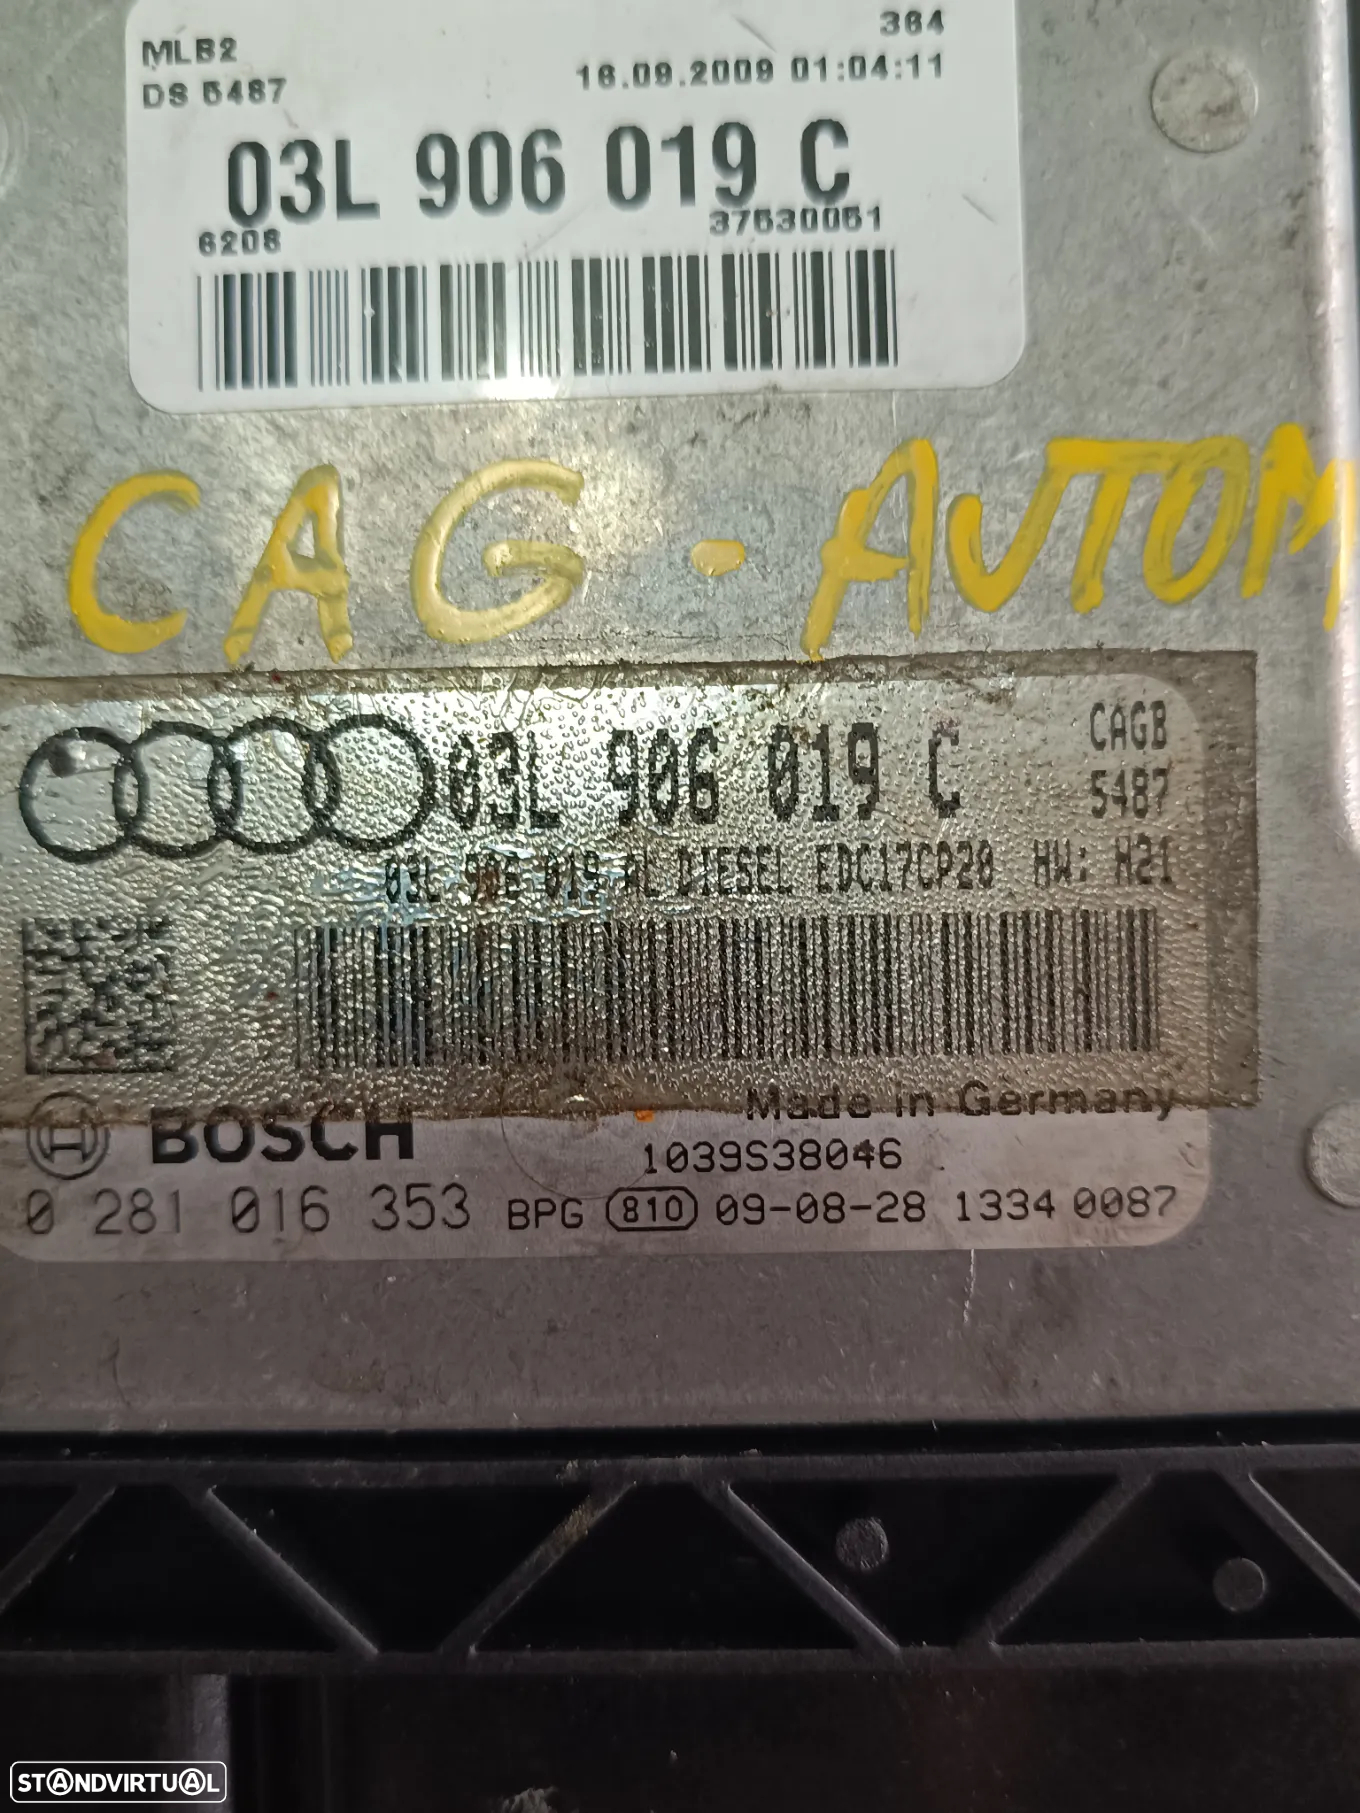 MLB2
364
DS 5487
16.09.2009 01:04:11
03L 906 019 C
6208
37530051
CAG - AUTOM
03L 906 019 C
CAGB
5487
03L 906 019 AL DIESEL EDC17CP20 HW: H21
BOSCH
Made in Germany
1039S38046
0 281 016 353 BPG 810 09-08-28 1334 0087
STANDVIRTUAL